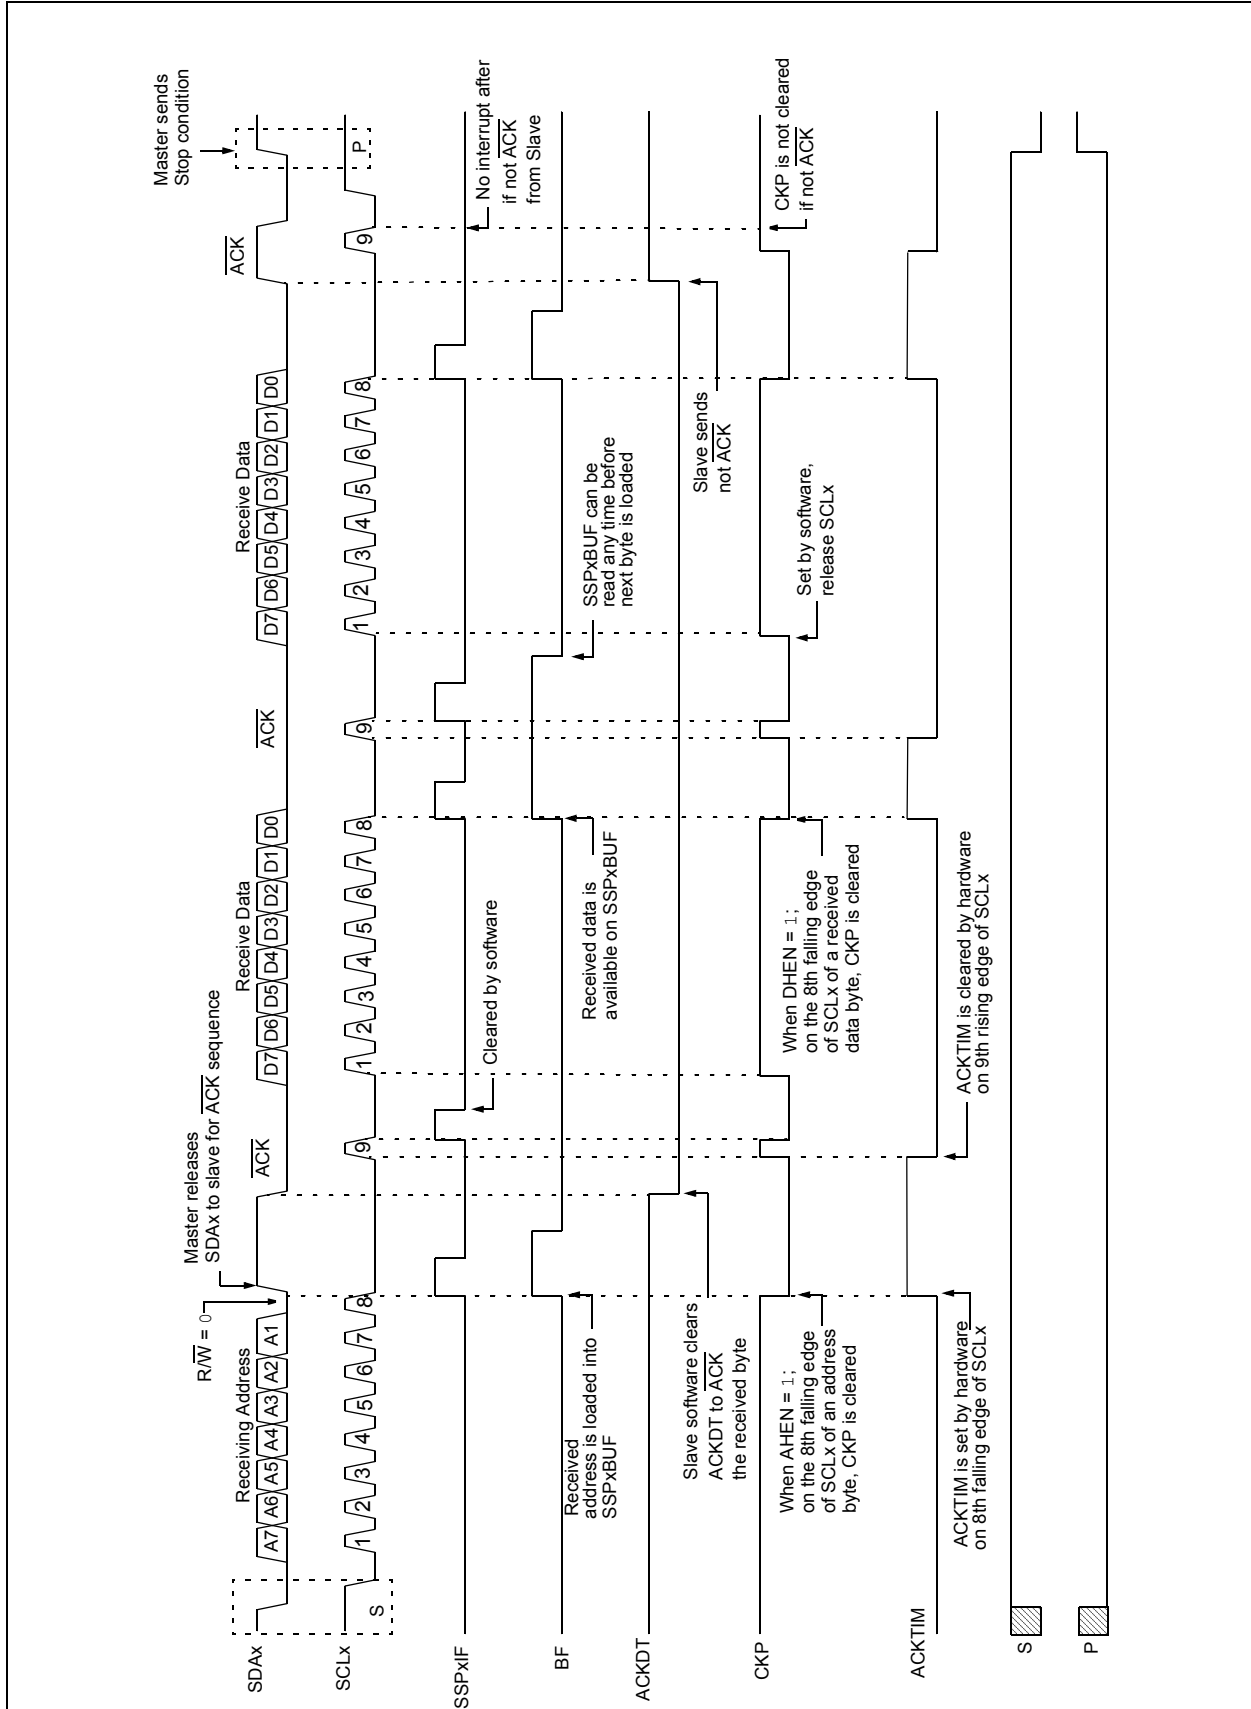 Master sends
Stop condition
Master releases
SDAx to slave for ACK sequence
R/W = 0
Receiving Address
ACK
Receive Data
ACK
Receive Data
ACK
SDAx
A7 A6 A5 A4 A3 A2 A1
D7 D6 D5 D4 D3 D2 D1 D0
D7 D6 D5 D4 D3 D2 D1 D0
SCLx
S
1 2 3 4 5 6 7 8 9
1 2 3 4 5 6 7 8 9
1 2 3 4 5 6 7 8 9
P
SSPxIF
Cleared by software
No interrupt after
if not ACK
from Slave
BF
Received
address is loaded into
SSPxBUF
Received data is
available on SSPxBUF
SSPxBUF can be
read any time before
next byte is loaded
ACKDT
Slave software clears
ACKDT to ACK
the received byte
Slave sends
not ACK
CKP
When AHEN = 1;
on the 8th falling edge
of SCLx of an address
byte, CKP is cleared
When DHEN = 1;
on the 8th falling edge
of SCLx of a received
data byte, CKP is cleared
Set by software,
release SCLx
CKP is not cleared
if not ACK
ACKTIM
ACKTIM is set by hardware
on 8th falling edge of SCLx
ACKTIM is cleared by hardware
on 9th rising edge of SCLx
S
P